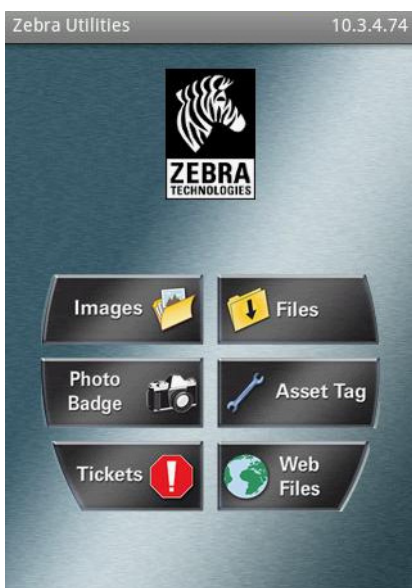 Zebra Utilities 10.3.4.74
ZEBRA
TECHNOLOGIES
Images
Files
Photo
Badge
Asset Tag
Tickets
Web
Files